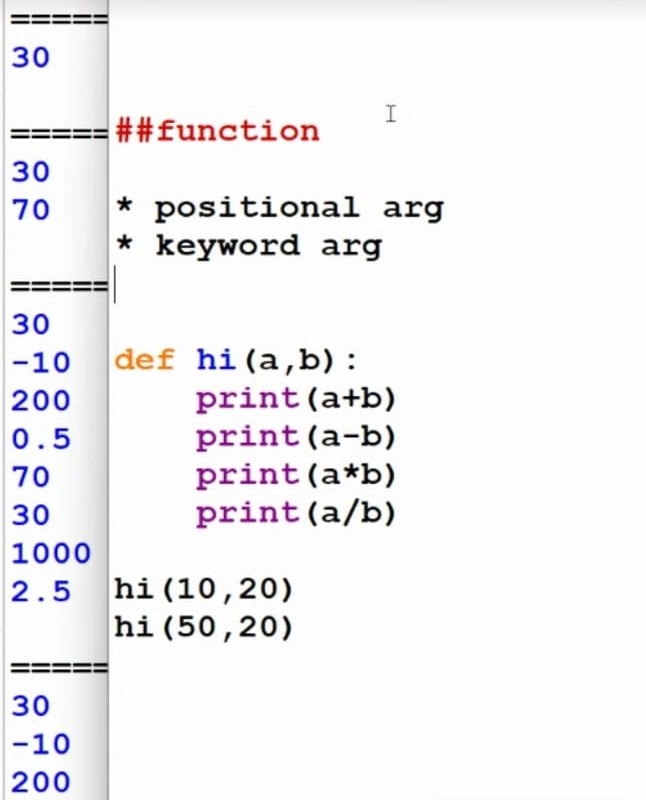 =====
30
=====
30
70
=====
30
-10
200
0.5
70
30
1000
2.5
=====
30
-10
200
##function
* positional arg
* keyword arg
def hi(a,b):
print(a+b)
print(a-b)
print(a*b)
print(a/b)
hi(10,20)
hi(50,20)